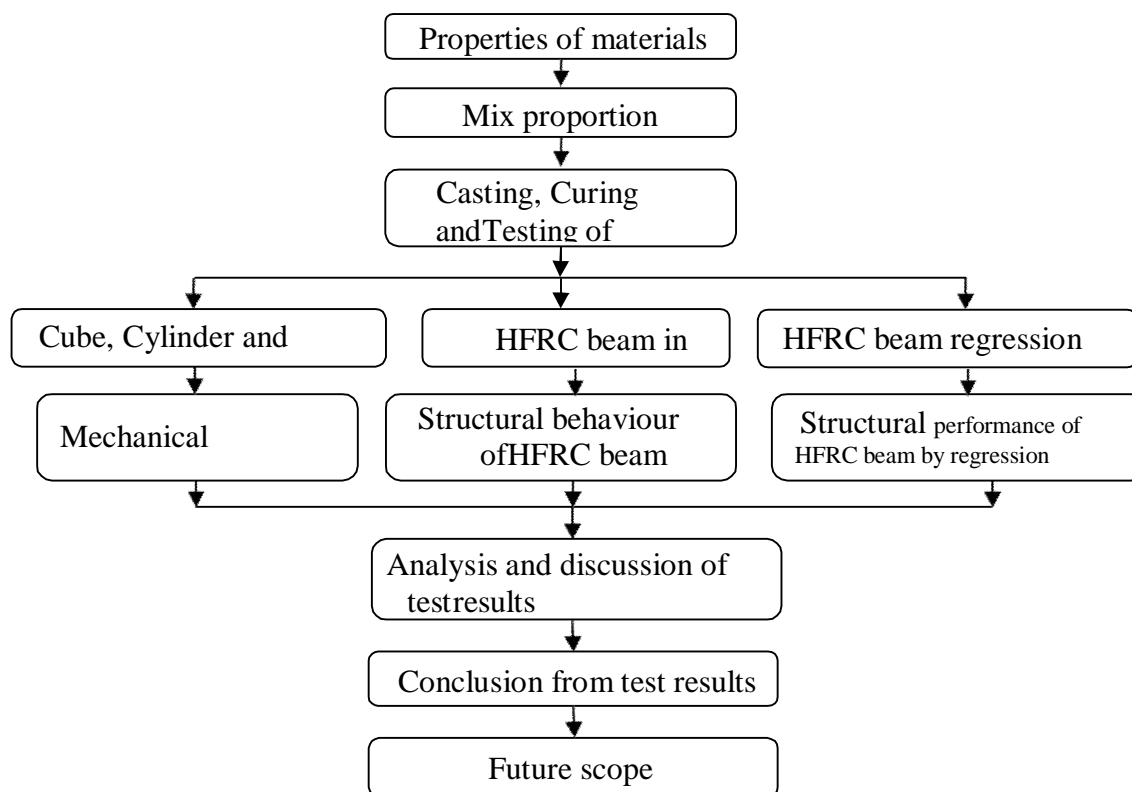 Properties of materials
Mix proportion
Casting, Curing
andTesting of
Cube, Cylinder and
HFRC beam in
HFRC beam regression
Mechanical
Structural behaviour
ofHFRC beam
Structural performance of
HFRC beam by regression
Analysis and discussion of
testresults
Conclusion from test results
Future scope